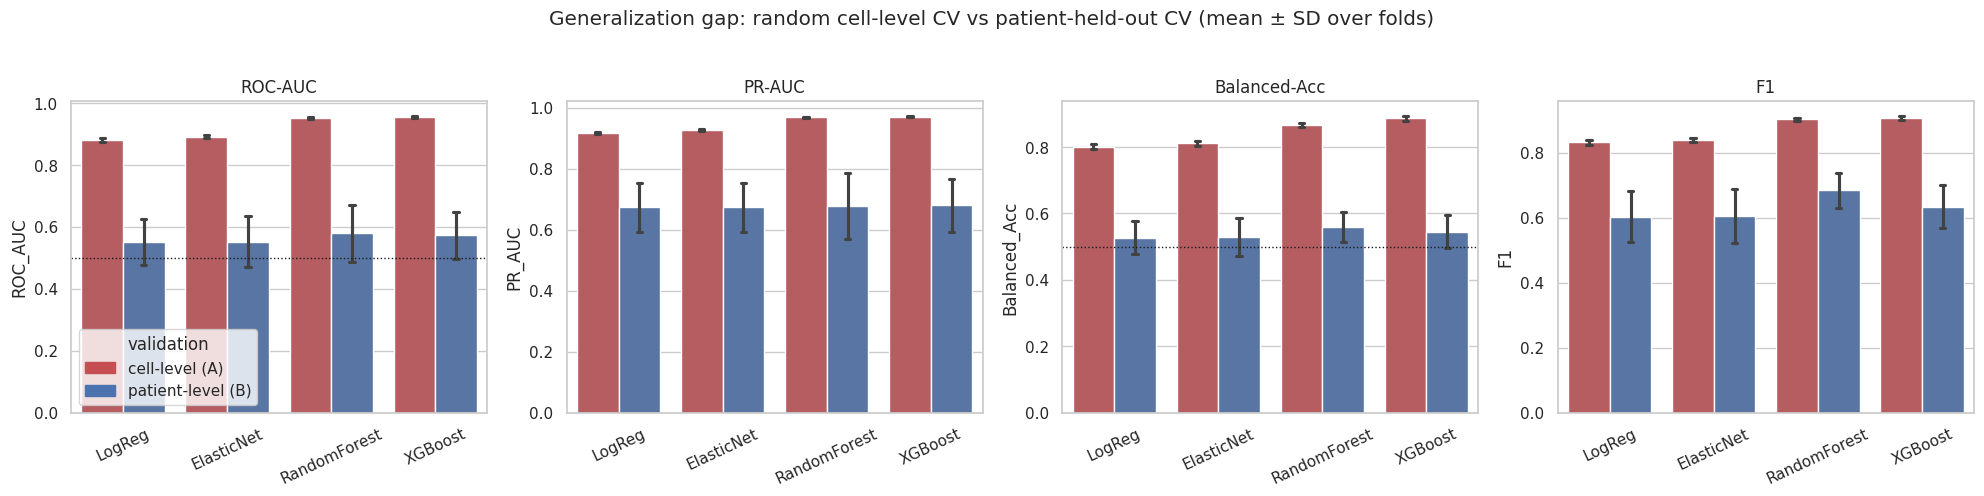 Generalization gap: random cell-level CV vs patient-held-out CV (mean ± SD over folds)
ROC-AUC
ROC_AUC
1.0
0.8
0.6
0.4
0.2
0.0
validation
cell-level (A)
patient-level (B)
LogReg
ElasticNet
RandomForest
XGBoost
PR-AUC
PR_AUC
1.0
0.8
0.6
0.4
0.2
0.0
LogReg
ElasticNet
RandomForest
XGBoost
Balanced-Acc
Balanced_Acc
0.8
0.6
0.4
0.2
0.0
LogReg
ElasticNet
RandomForest
XGBoost
F1
F1
0.8
0.6
0.4
0.2
0.0
LogReg
ElasticNet
RandomForest
XGBoost